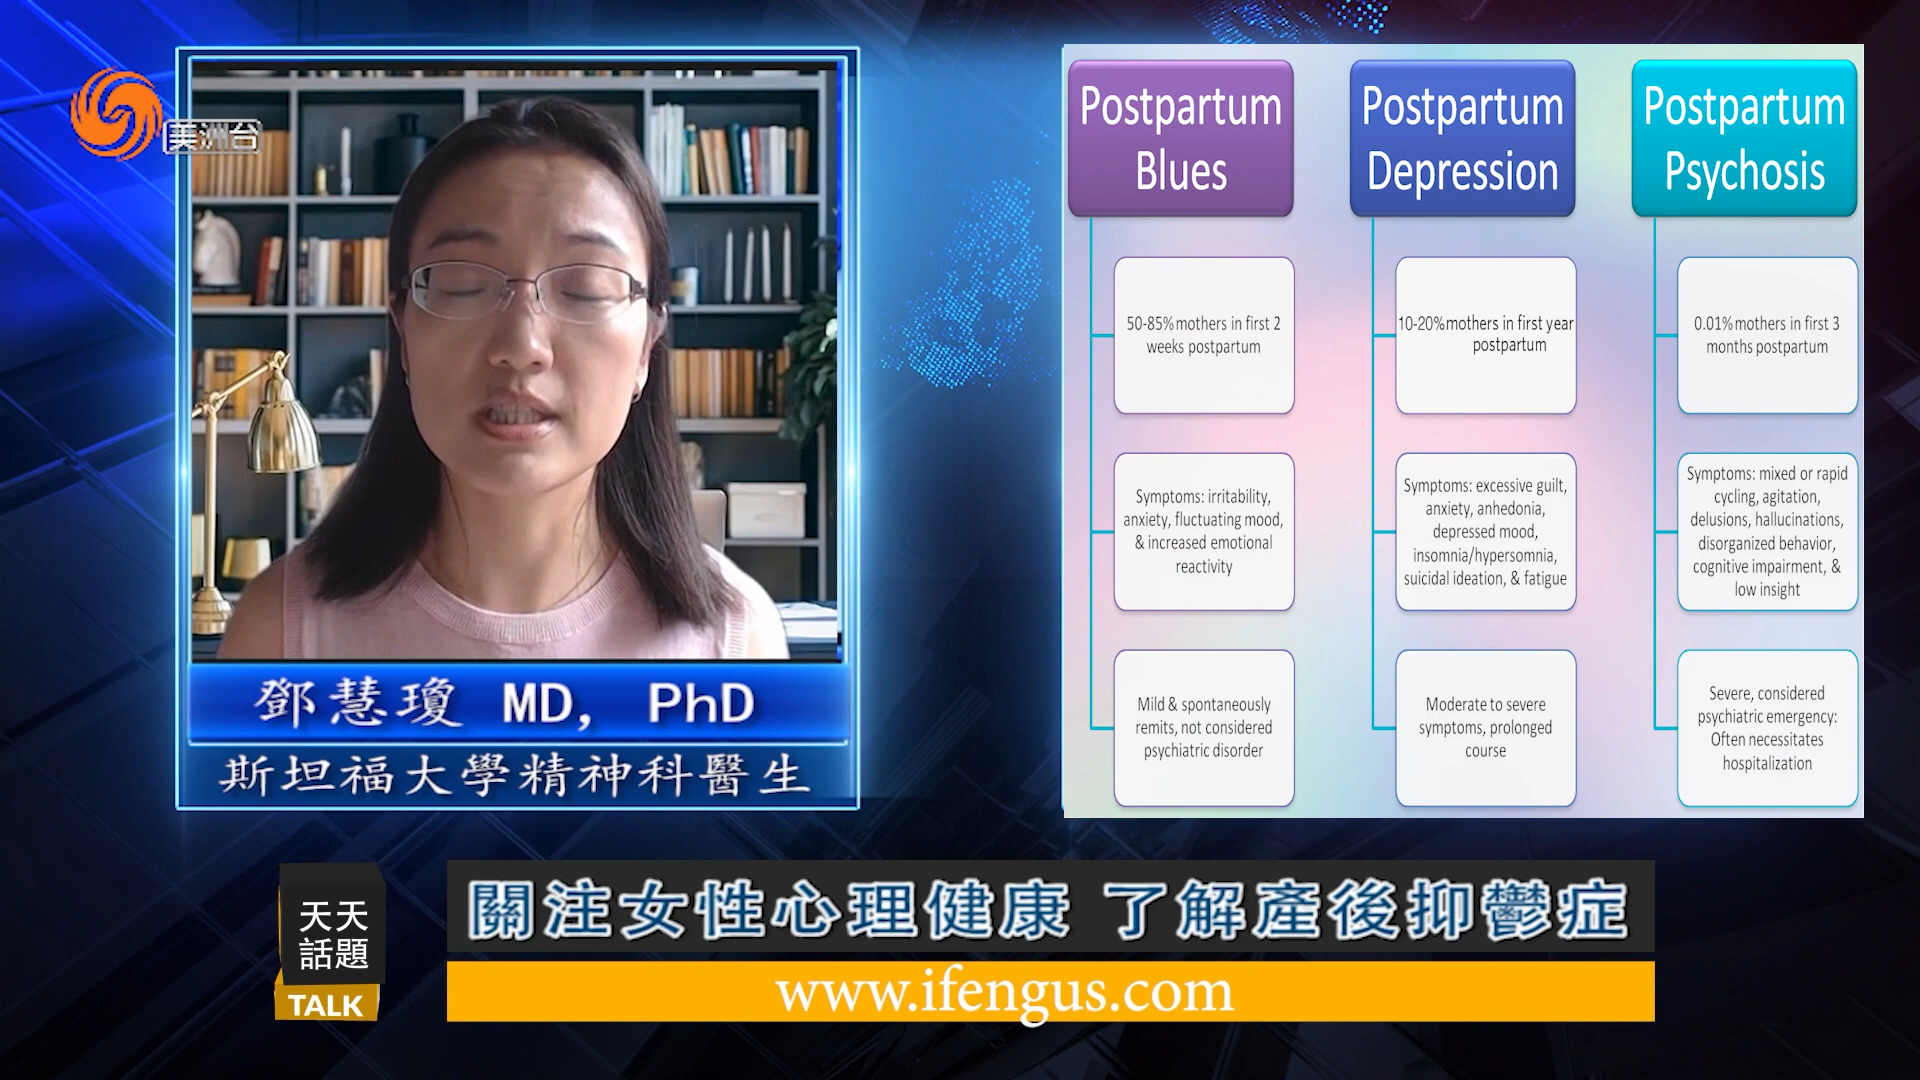 美洲台
鄧慧瓊 MD, PhD
斯坦福大學精神科醫生
Postpartum
Blues
50-85% mothers in first 2
weeks postpartum
Symptoms: irritability,
anxiety, fluctuating mood,
& increased emotional
reactivity
Mild & spontaneously
remits, not considered
psychiatric disorder
Postpartum
Depression
10-20% mothers in first year
postpartum
Symptoms: excessive guilt,
anxiety, anhedonia,
depressed mood,
insomnia/hypersomnia,
suicidal ideation, & fatigue
Moderate to severe
symptoms, prolonged
course
Postpartum
Psychosis
0.01% mothers in first 3
months postpartum
Symptoms: mixed or rapid
cycling, agitation,
delusions, hallucinations,
disorganized behavior,
cognitive impairment, &
low insight
Severe, considered
psychiatric emergency:
Often necessitates
hospitalization
天天
話題
TALK
關注女性心理健康 了解產後抑鬱症
www.ifengus.com